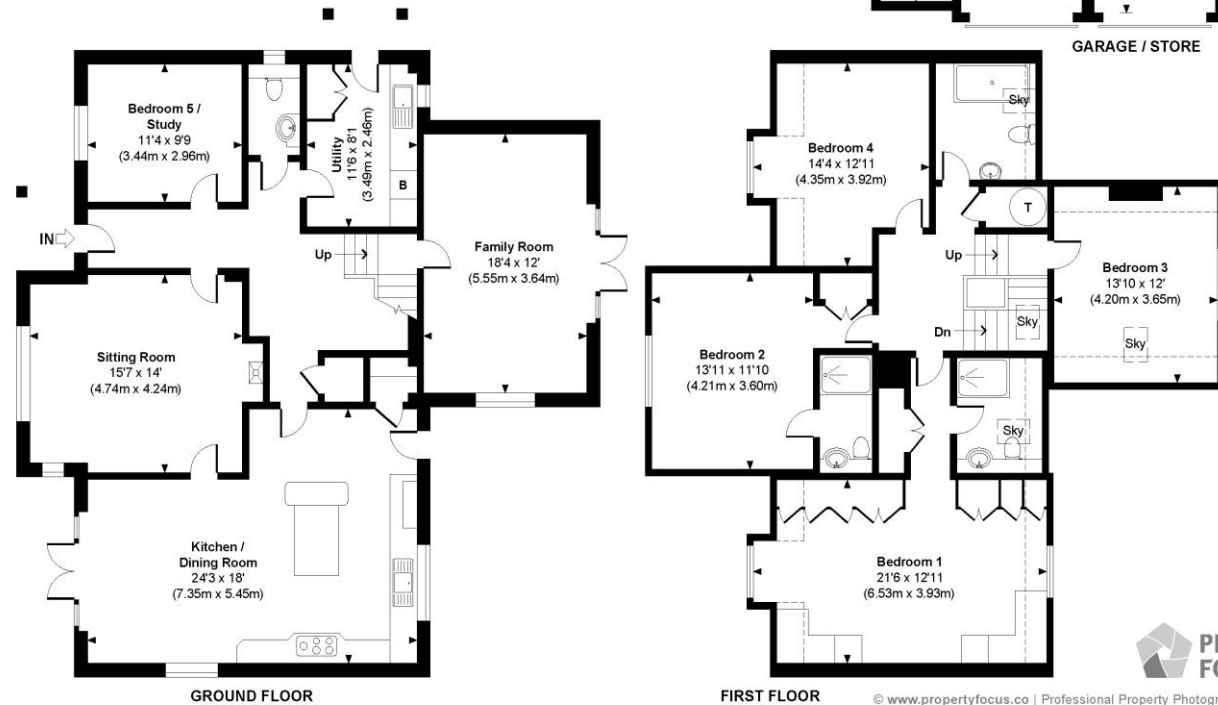 GARAGE / STORE
Bedroom 5 /
Study
11'4 x 9'9
(3.44m x 2.96m)
Utility
11'6 x 8'1
(3.49m x 2.46m)
B
IN
Up
Family Room
18'4 x 12'
(5.55m x 3.64m)
Sitting Room
15'7 x 14'
(4.74m x 4.24m)
Kitchen /
Dining Room
24'3 x 18'
(7.35m x 5.45m)
GROUND FLOOR
Sky
Bedroom 4
14'4 x 12'11
(4.35m x 3.92m)
T
Up
Bedroom 3
13'10 x 12'
(4.20m x 3.65m)
Sky
Dn
Sky
Bedroom 2
13'11 x 11'10
(4.21m x 3.60m)
Sky
Bedroom 1
21'6 x 12'11
(6.53m x 3.93m)
FIRST FLOOR
© www.propertyfocus.co | Professional Property Photogr